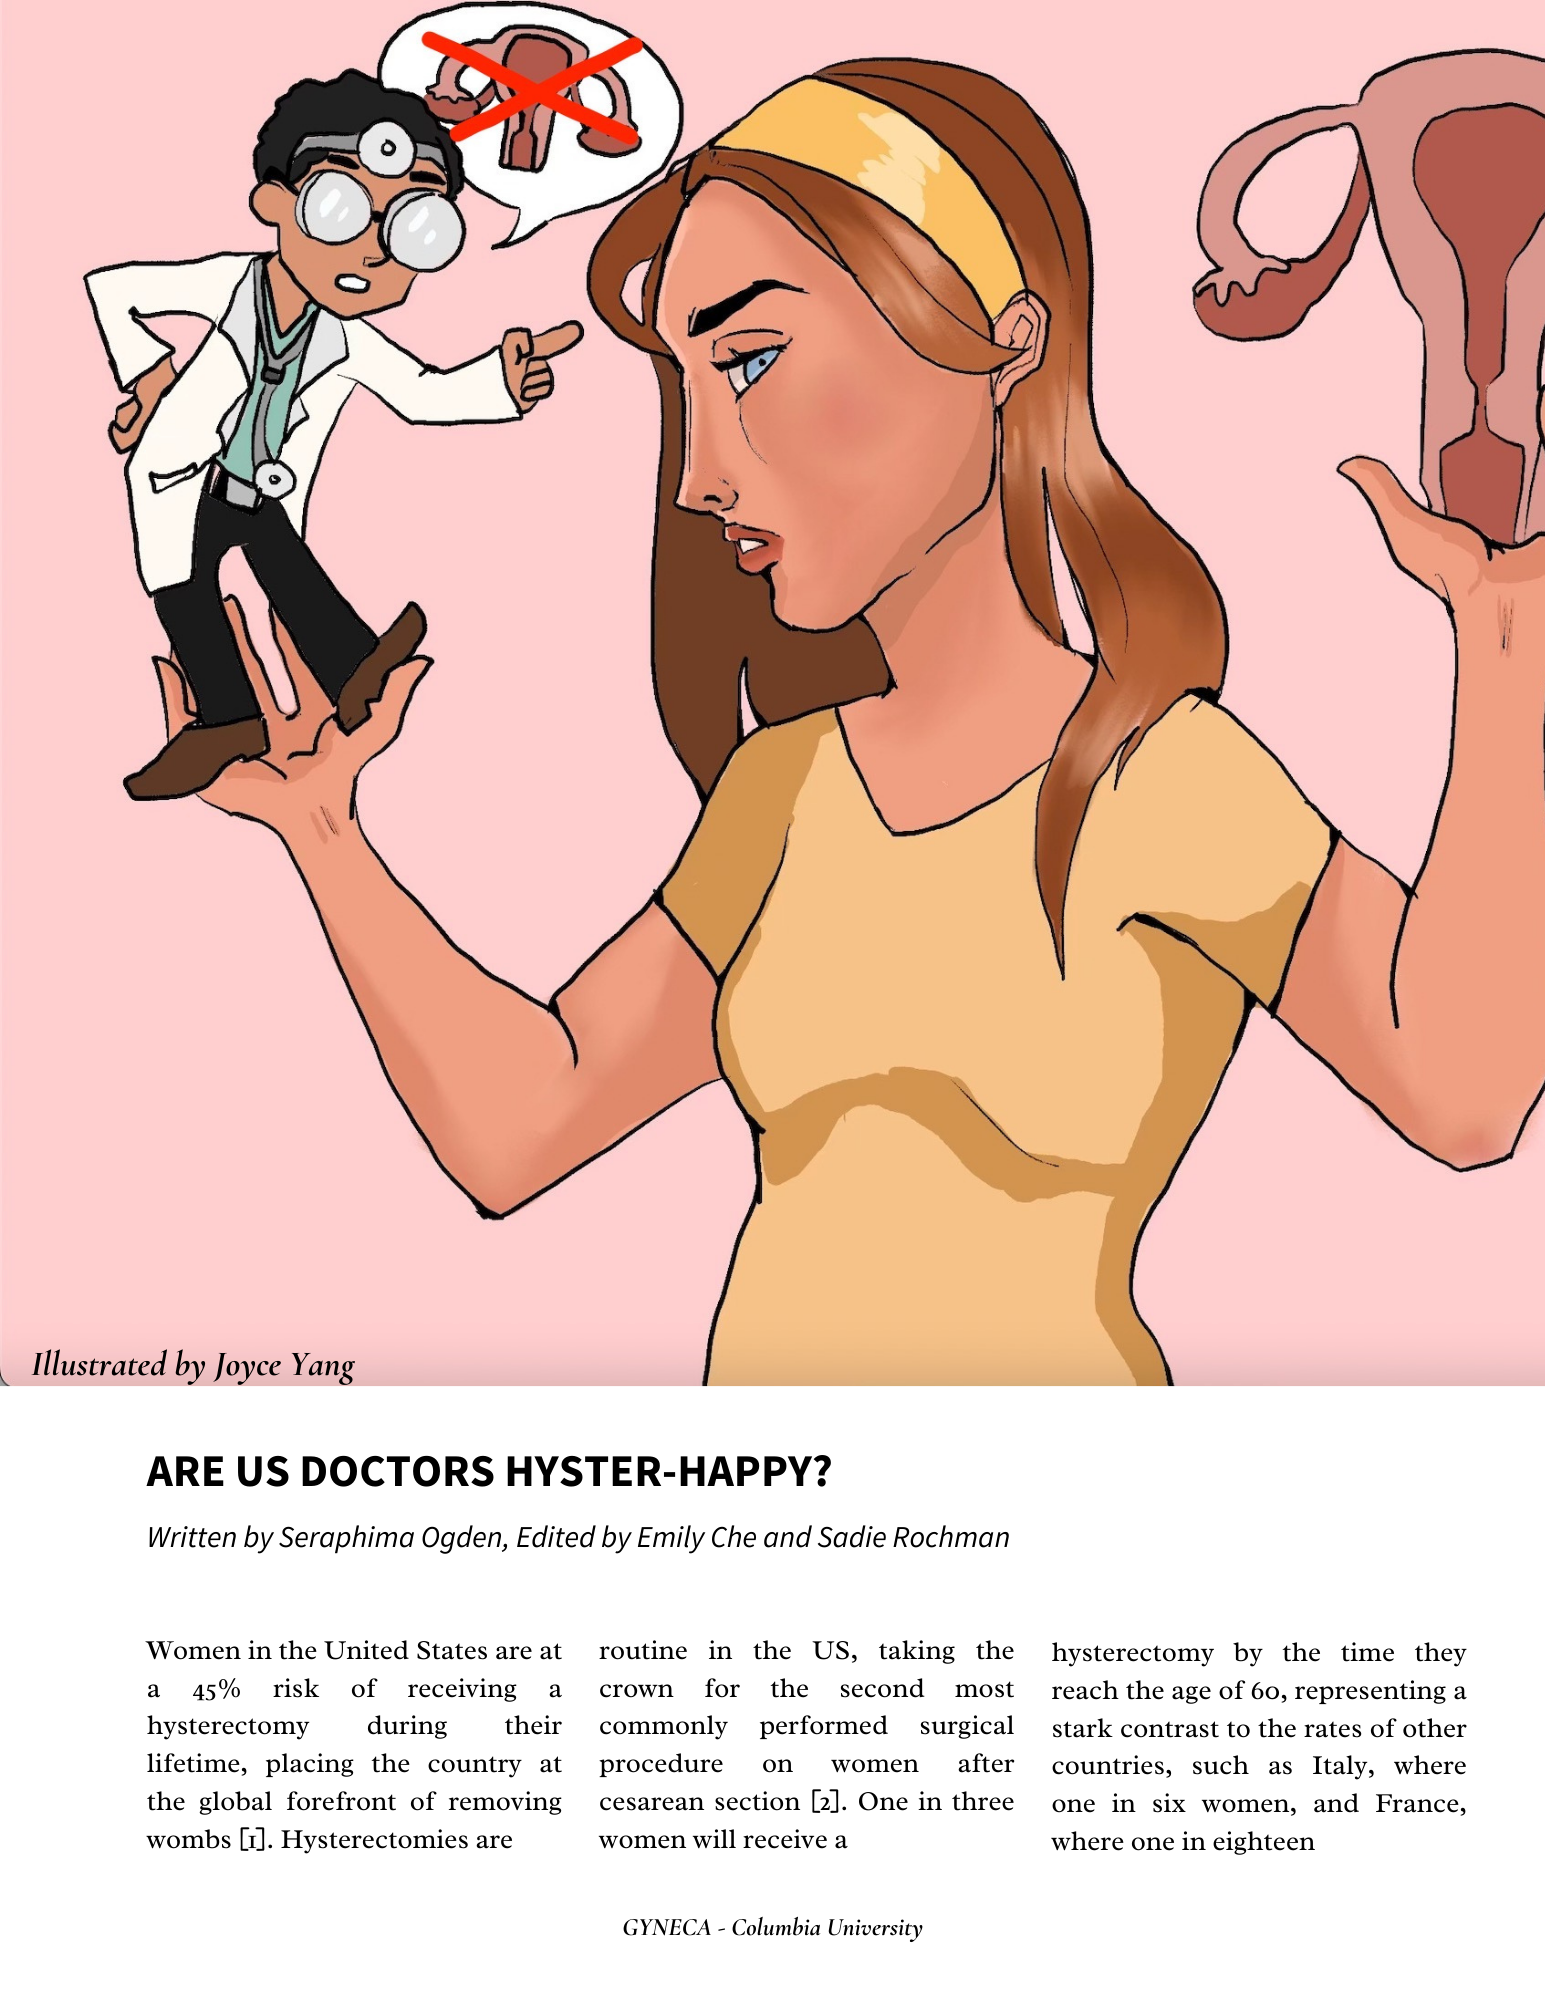 Illustrated by Joyce Yang
ARE US DOCTORS HYSTER-HAPPY?
Written by Seraphima Ogden, Edited by Emily Che and Sadie Rochman
Women in the United States are at
a 45% risk of receiving a
hysterectomy during their
lifetime, placing the country at
the global forefront of removing
wombs [1]. Hysterectomies are
routine in the US, taking the
crown for the second most
commonly performed surgical
procedure on women after
cesarean section [2]. One in three
women will receive a
hysterectomy by the time they
reach the age of 60, representing a
stark contrast to the rates of other
countries, such as Italy, where
one in six women, and France,
where one in eighteen
GYNECA - Columbia University